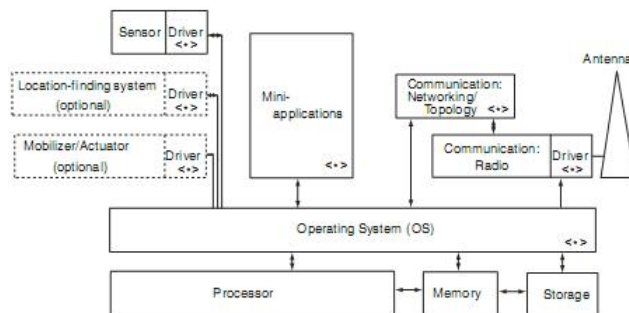 Sensor
Driver
<•>
Location-finding system
(optional)
Driver
<•>
Mobilizer/Actuator
(optional)
Driver
<•>
Mini-
applications
<•>
Communication:
Networking/
Topology <•>
Communication:
Radio
Driver
<•>
Antenna
Operating System (OS)
<•>
Processor
Memory
Storage